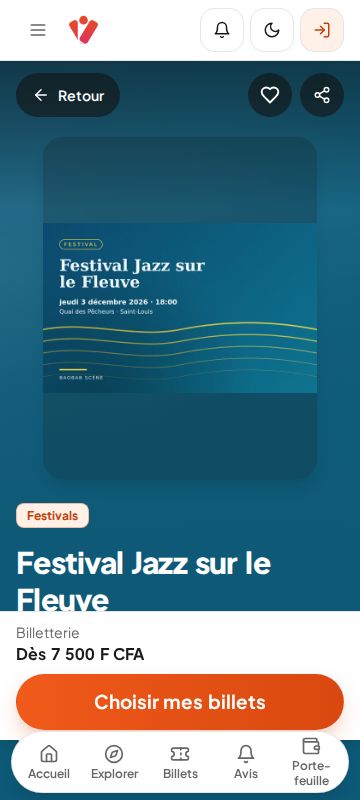 Retour
FESTIVAL
Festival Jazz sur
le Fleuve
jeudi 3 décembre 2026 · 18:00
Quai des Pêcheurs · Saint-Louis
BAOBAB SCÈNE
Festivals
Festival Jazz sur le
Fleuve
Billetterie
Dès 7 500 F CFA
Choisir mes billets
Accueil
Explorer
Billets
Avis
Porte-
feuille